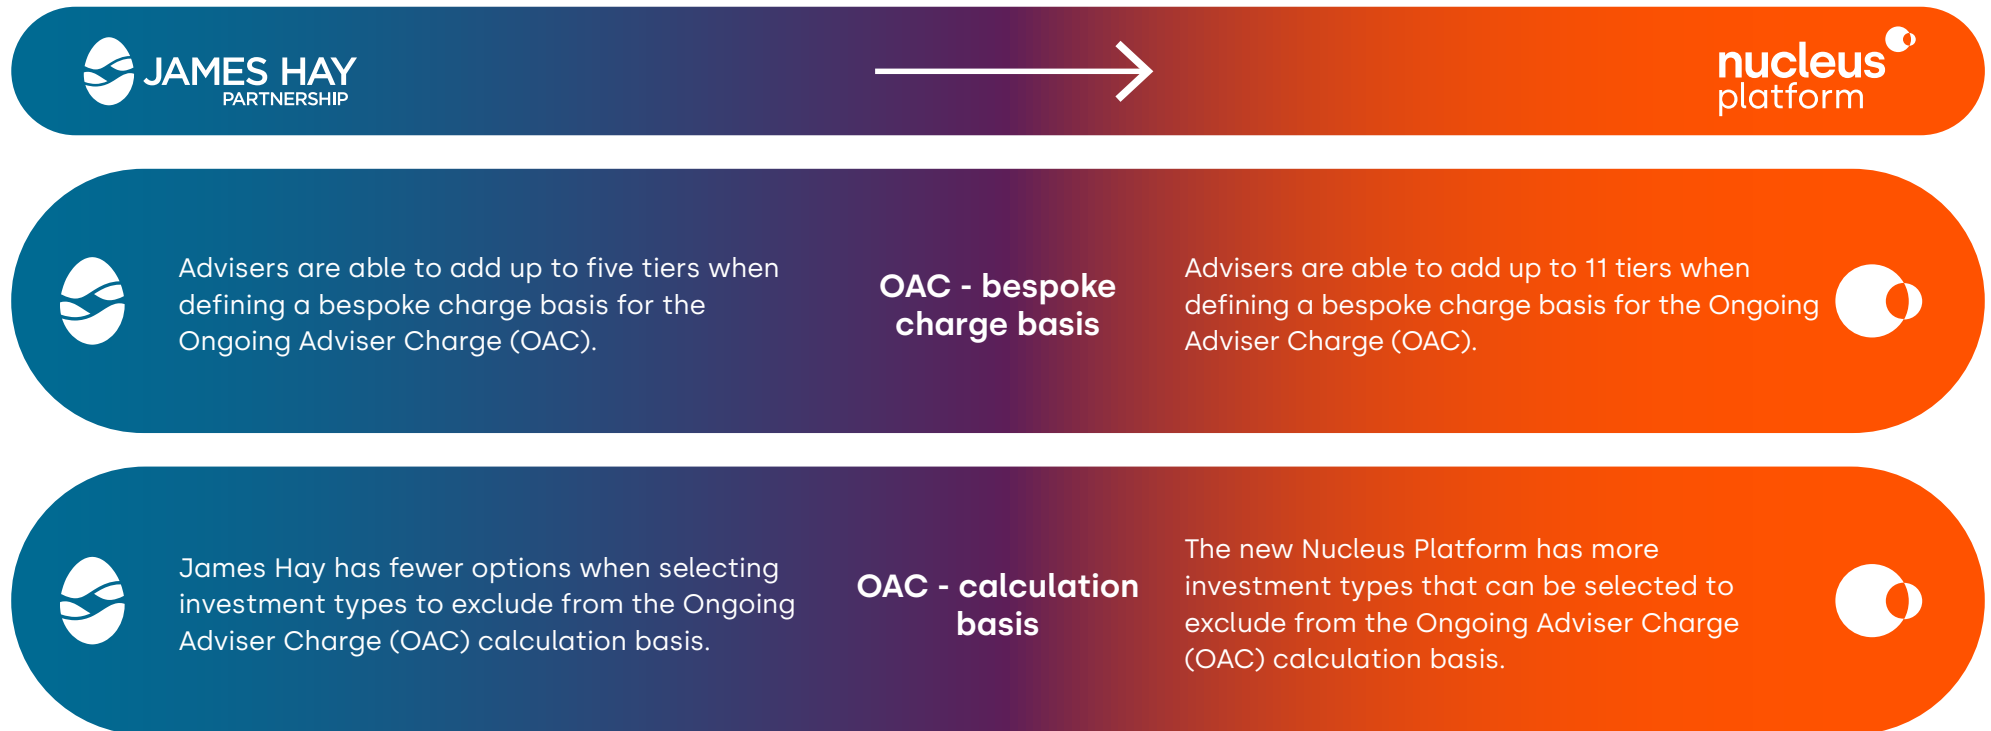 JAMES HAY
PARTNERSHIP
nucleus
platform
Advisers are able to add up to five tiers when
defining a bespoke charge basis for the
Ongoing Adviser Charge (OAC).
OAC - bespoke
charge basis
Advisers are able to add up to 11 tiers when
defining a bespoke charge basis for the Ongoing
Adviser Charge (OAC).
James Hay has fewer options when selecting
investment types to exclude from the Ongoing
Adviser Charge (OAC) calculation basis.
OAC - calculation
basis
The new Nucleus Platform has more
investment types that can be selected to
exclude from the Ongoing Adviser Charge
(OAC) calculation basis.